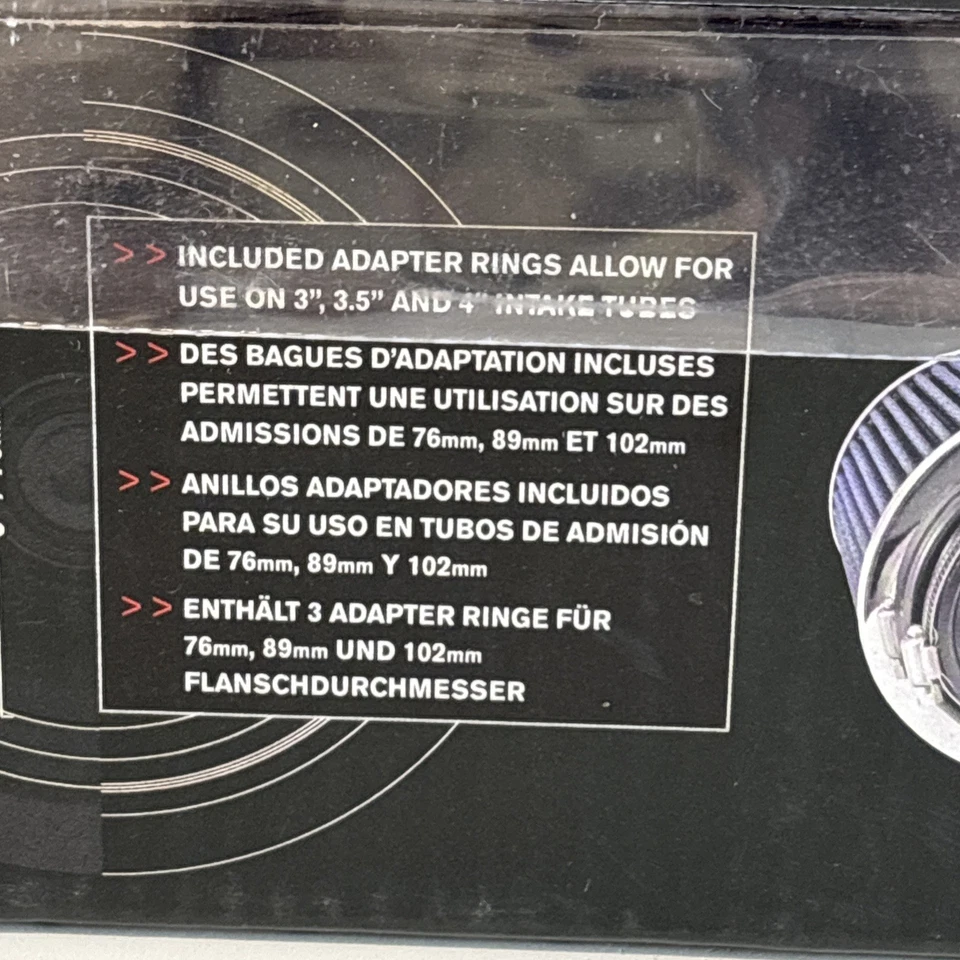 >> INCLUDED ADAPTER RINGS ALLOW FOR
USE ON 3", 3.5" AND 4" INTAKE TUBES
>> DES BAGUES D'ADAPTATION INCLUSES
PERMETTENT UNE UTILISATION SUR DES
ADMISSIONS DE 76mm, 89mm ET 102mm
>> ANILLOS ADAPTADORES INCLUIDOS
PARA SU USO EN TUBOS DE ADMISIÓN
DE 76mm, 89mm Y 102mm
>> ENTHÄLT 3 ADAPTER RINGE FÜR
76mm, 89mm UND 102mm
FLANSCHDURCHMESSER